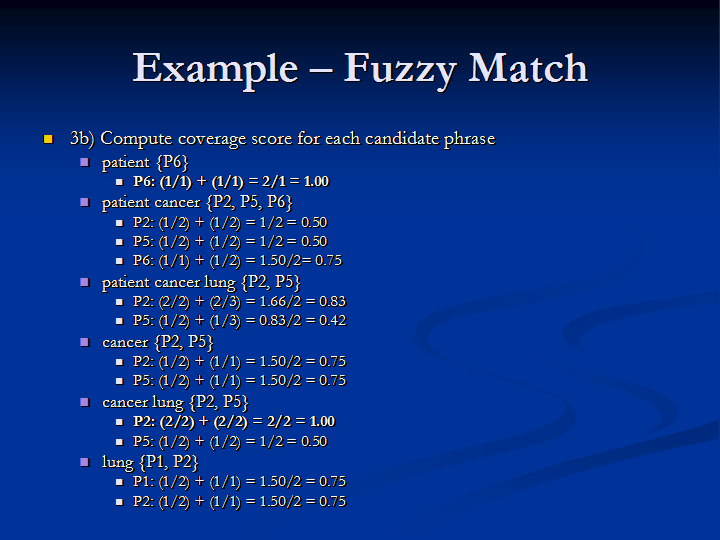 Example – Fuzzy Match
3b) Compute coverage score for each candidate phrase
patient {P6}
P6: (1/1) + (1/1) = 2/1 = 1.00
patient cancer {P2, P5, P6}
P2: (1/2) + (1/2) = 1/2 = 0.50
P5: (1/2) + (1/2) = 1/2 = 0.50
P6: (1/1) + (1/2) = 1.50/2= 0.75
patient cancer lung {P2, P5}
P2: (2/2) + (2/3) = 1.66/2 = 0.83
P5: (1/2) + (1/3) = 0.83/2 = 0.42
cancer {P2, P5}
P2: (1/2) + (1/1) = 1.50/2 = 0.75
P5: (1/2) + (1/1) = 1.50/2 = 0.75
cancer lung {P2, P5}
P2: (2/2) + (2/2) = 2/2 = 1.00
P5: (1/2) + (1/2) = 1/2 = 0.50
lung {P1, P2}
P1: (1/2) + (1/1) = 1.50/2 = 0.75
P2: (1/2) + (1/1) = 1.50/2 = 0.75